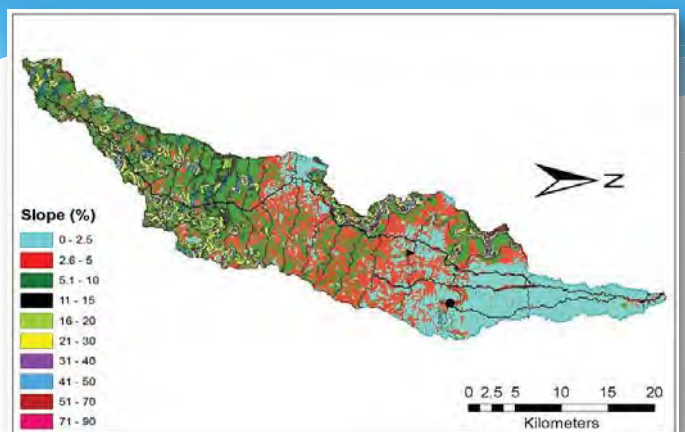 N
Slope (%)
0 - 2.5
2.6 - 5
5.1 - 10
11 - 15
16 - 20
21 - 30
31 - 40
41 - 50
51 - 70
71 - 90
0 2.5 5 10 15 20
Kilometers